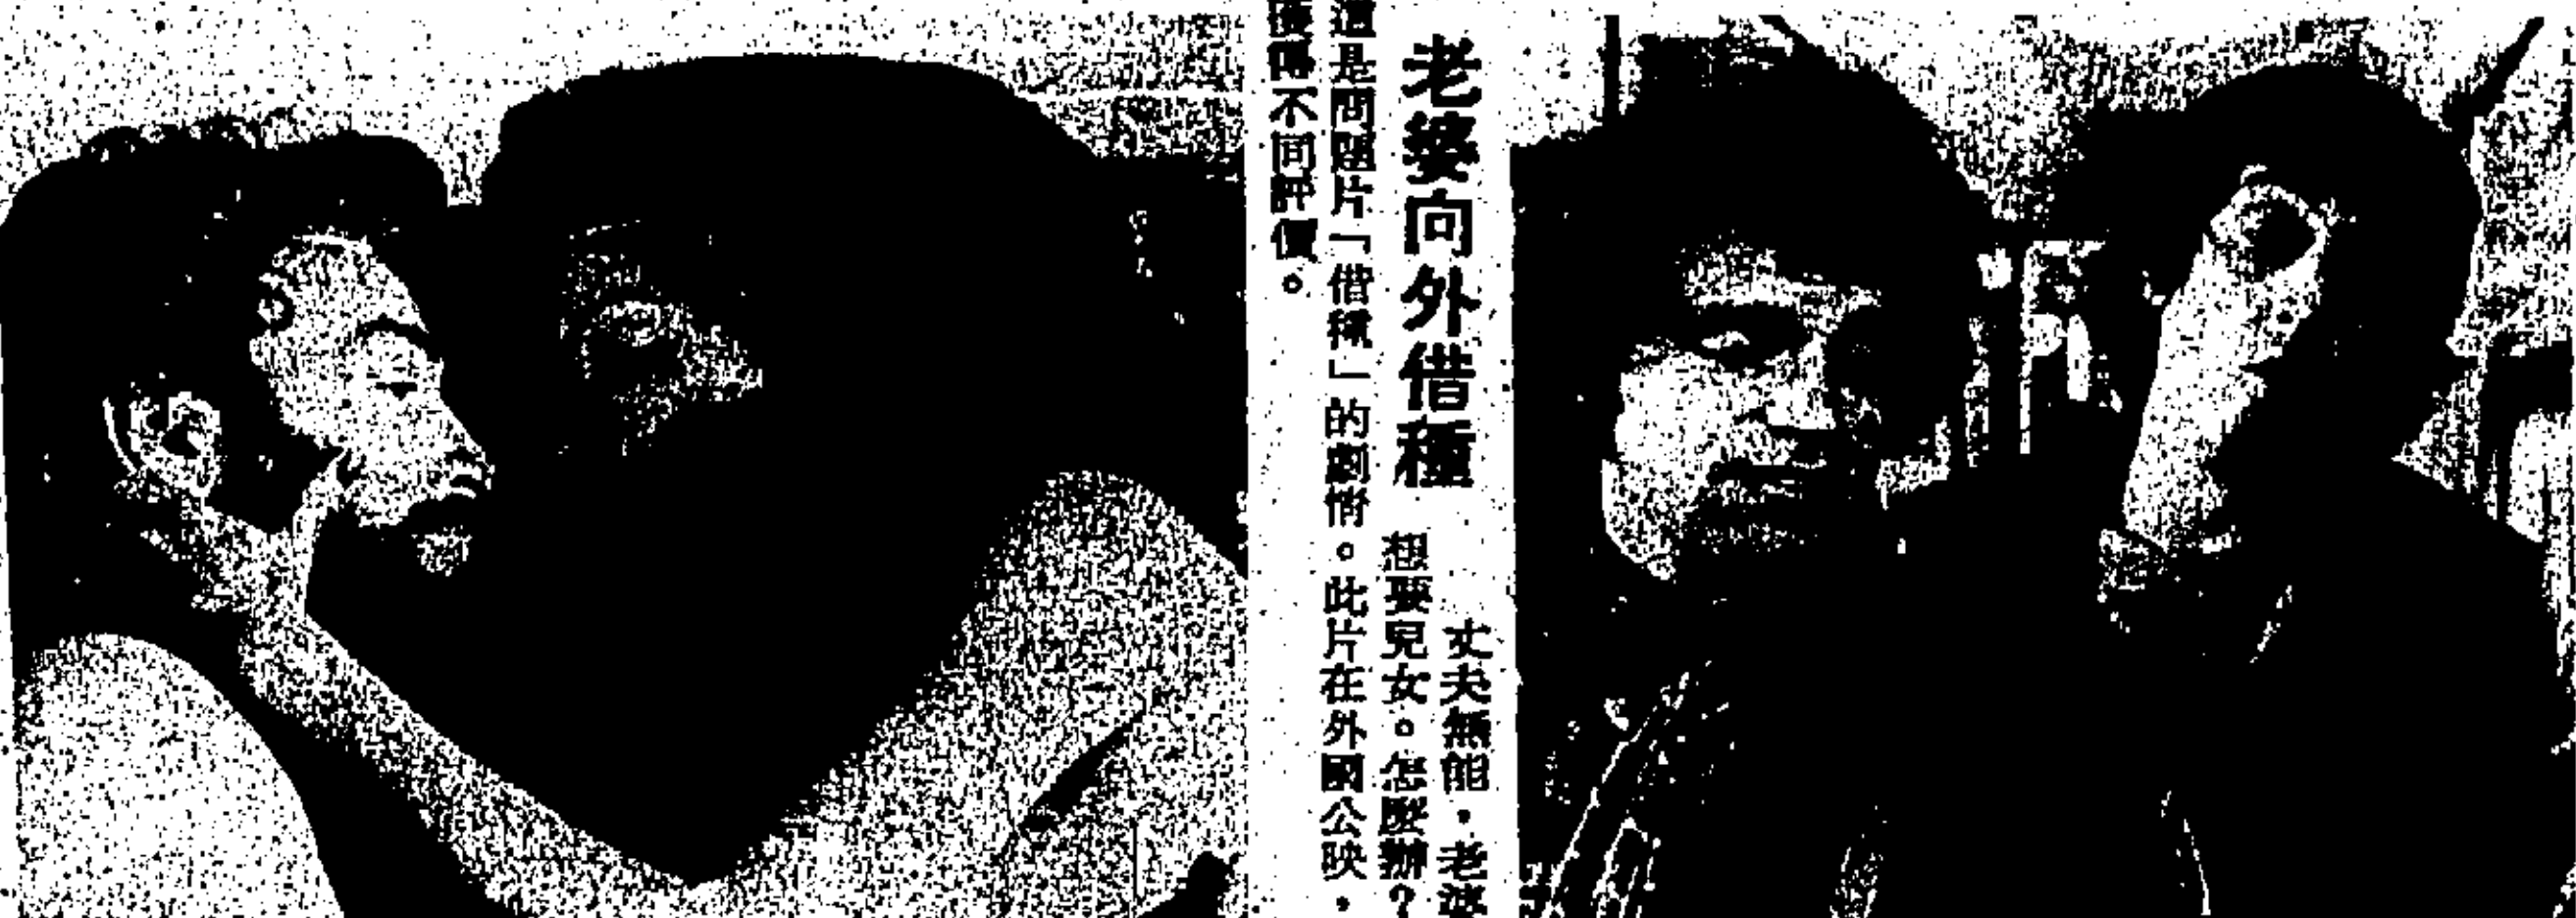 老婆向外借種
丈夫無能，老婆
想要兒女。怎麼辦？
這是問題片「借種」的劇情。此片在外國公映，
獲得不同評價。